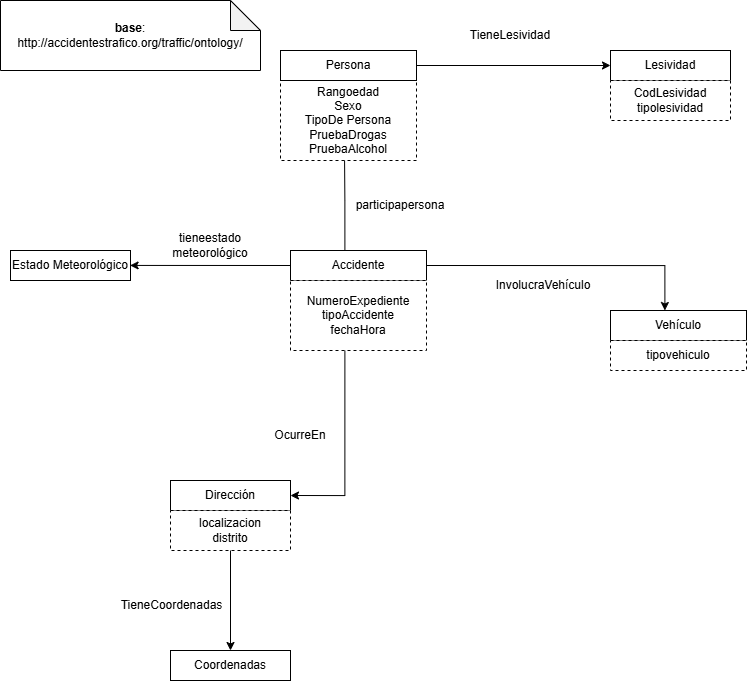 base:
http://accidentestrafico.org/traffic/ontology/
TieneLesividad
Persona
Lesividad
Rangoedad
Sexo
TipoDe Persona
PruebaDrogas
PruebaAlcohol
CodLesividad
tipolesividad
participapersona
tieneestado
meteorológico
Estado Meteorológico
Accidente
InvolucraVehículo
NumeroExpediente
tipoAccidente
fechaHora
Vehículo
tipovehiculo
OcurreEn
Dirección
localizacion
distrito
TieneCoordenadas
Coordenadas